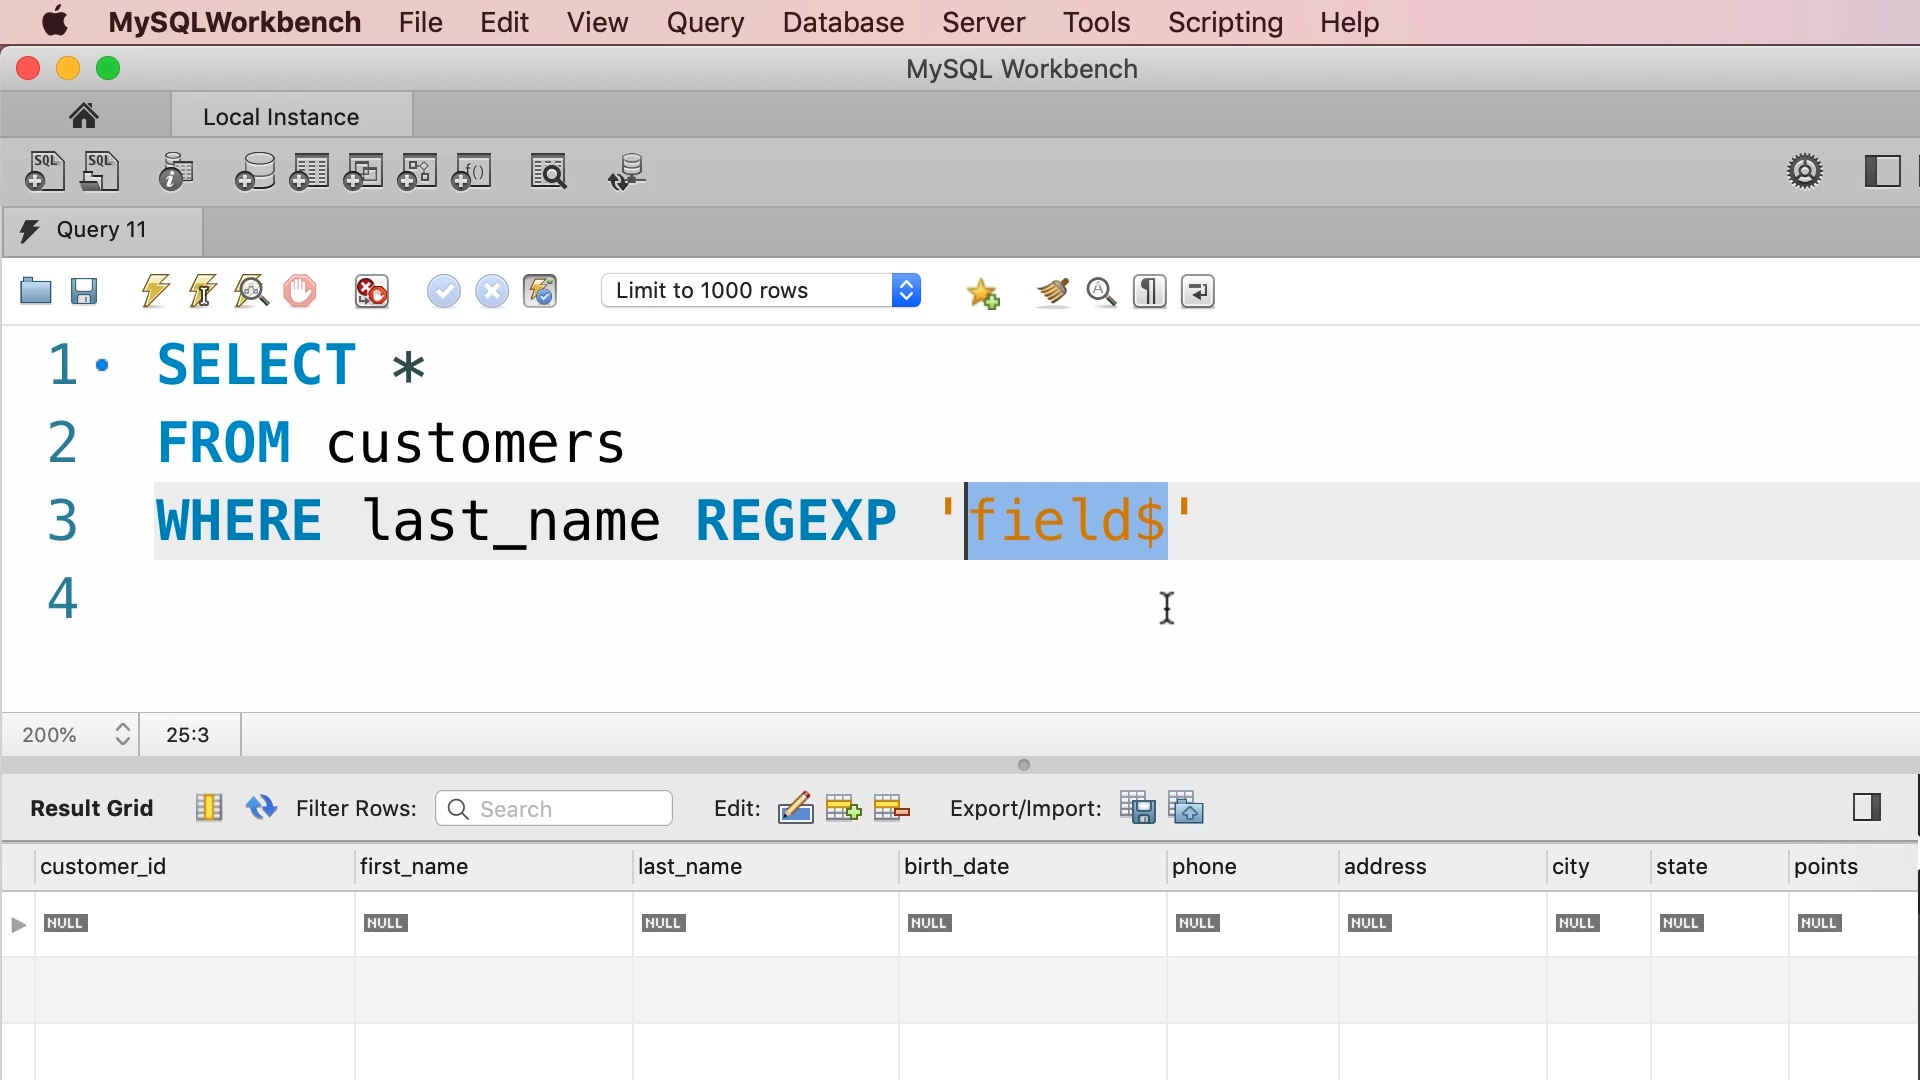 MySQLWorkbench File Edit View Query Database Server Tools Scripting Help
MySQL Workbench
Local Instance
SQL SQL f()
Query 11
Limit to 1000 rows
1 SELECT *
2 FROM customers
3 WHERE last_name REGEXP 'field$'
4
200% 25:3
Result Grid Filter Rows: Search Edit: Export/Import:
customer_id first_name last_name birth_date phone address city state points
NULL NULL NULL NULL NULL NULL NULL NULL NULL